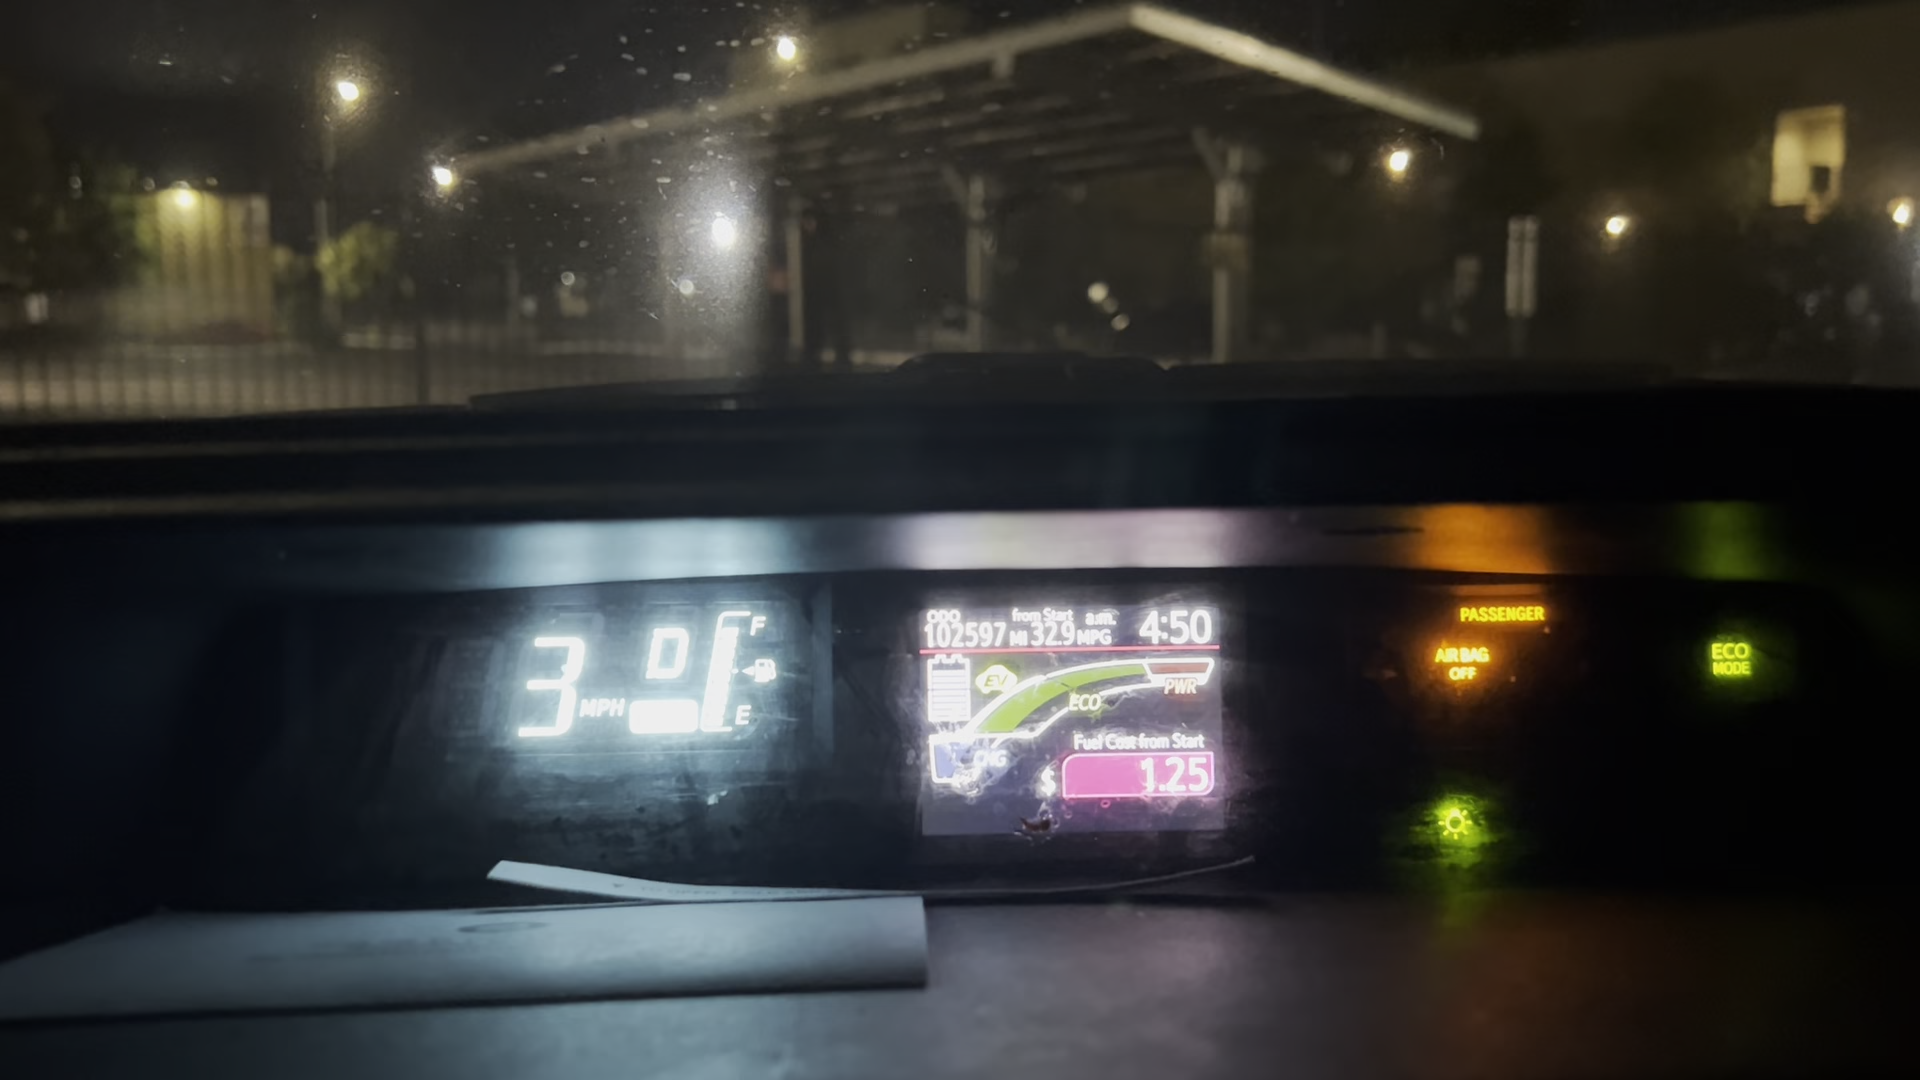 3 MPH
D
F
E
ODO from Start a.m. 4:50
102597 MI 32.9 MPG
EV
PWR
ECO
CHG
Fuel Cost from Start
$ 1.25
PASSENGER
AIR BAG
OFF
ECO
MODE